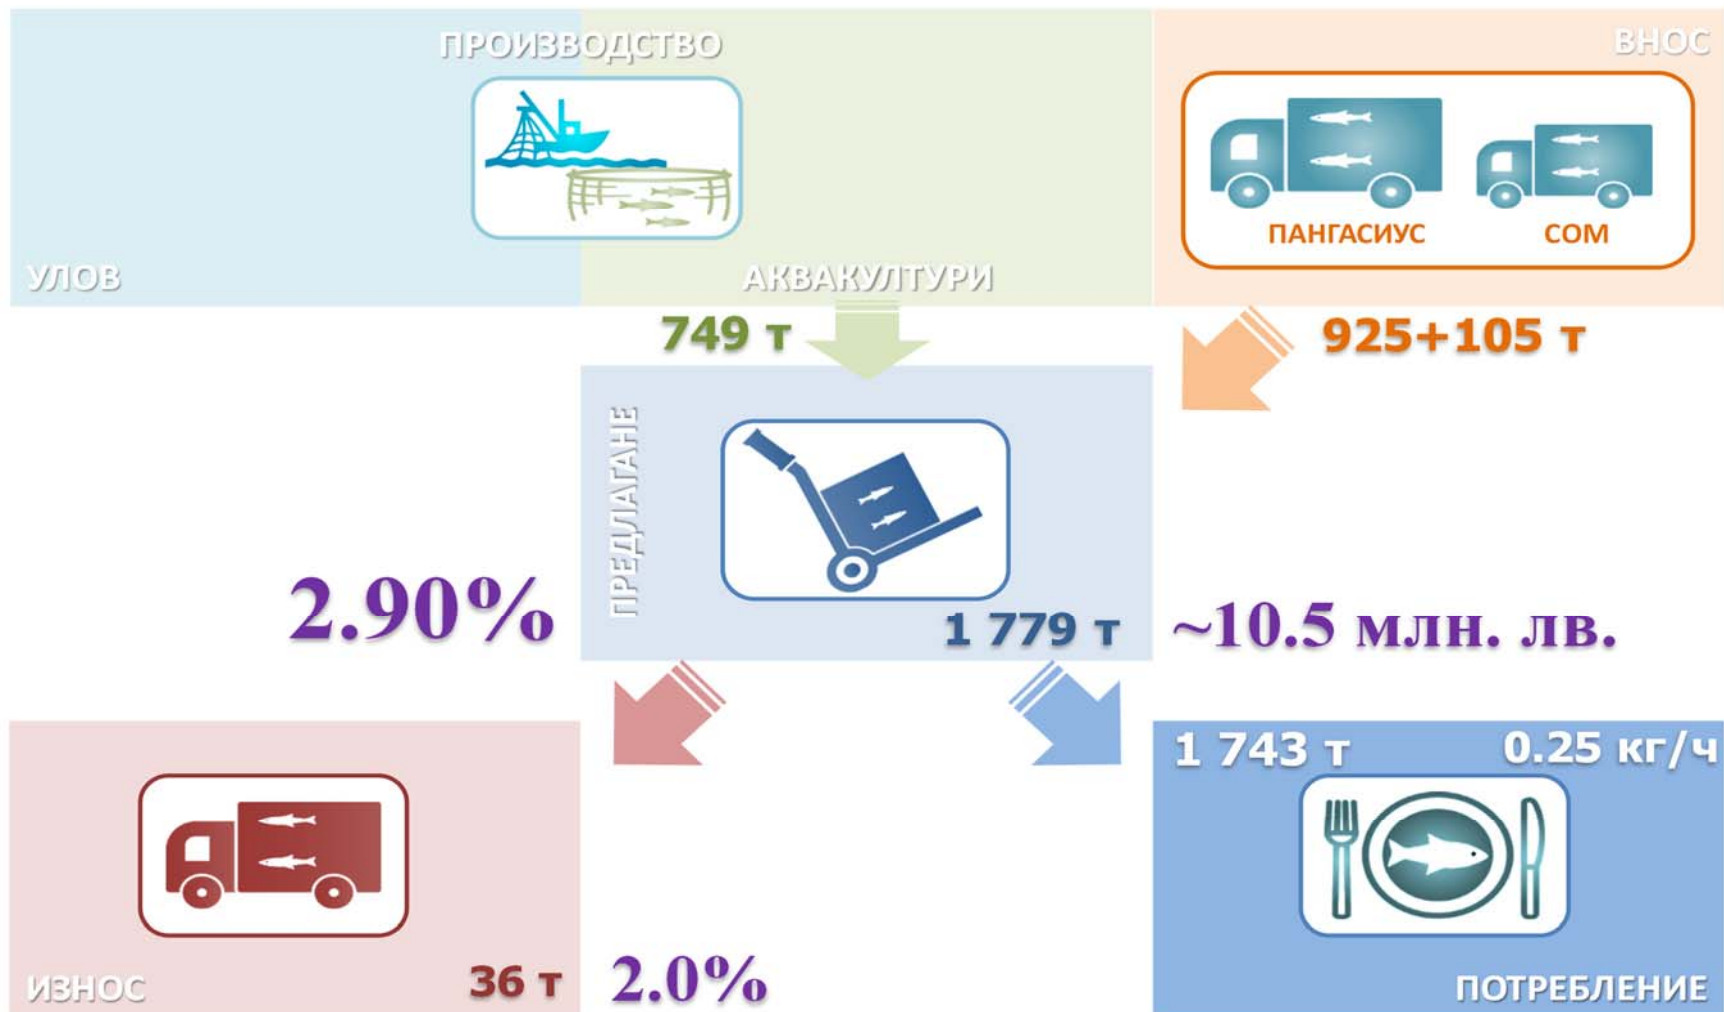 ПРОИЗВОДСТВО
ВНОС
ПАНГАСИУС
СОМ
УЛОВ
АКВАКУЛТУРИ
749 т
925+105 т
ПРЕДЛАГАНЕ
2.90%
1 779 т
~10.5 млн. лв.
1 743 т
0.25 кг/ч
ИЗНОС
36 т
2.0%
ПОТРЕБЛЕНИЕ